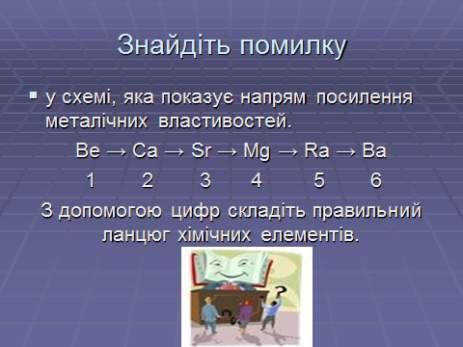 Знайдіть помилку
у схемі, яка показує напрям посилення
металічних властивостей.
Be → Ca → Sr → Mg → Ra → Ba
1 2 3 4 5 6
З допомогою цифр складіть правильний
ланцюг хімічних елементів.
?